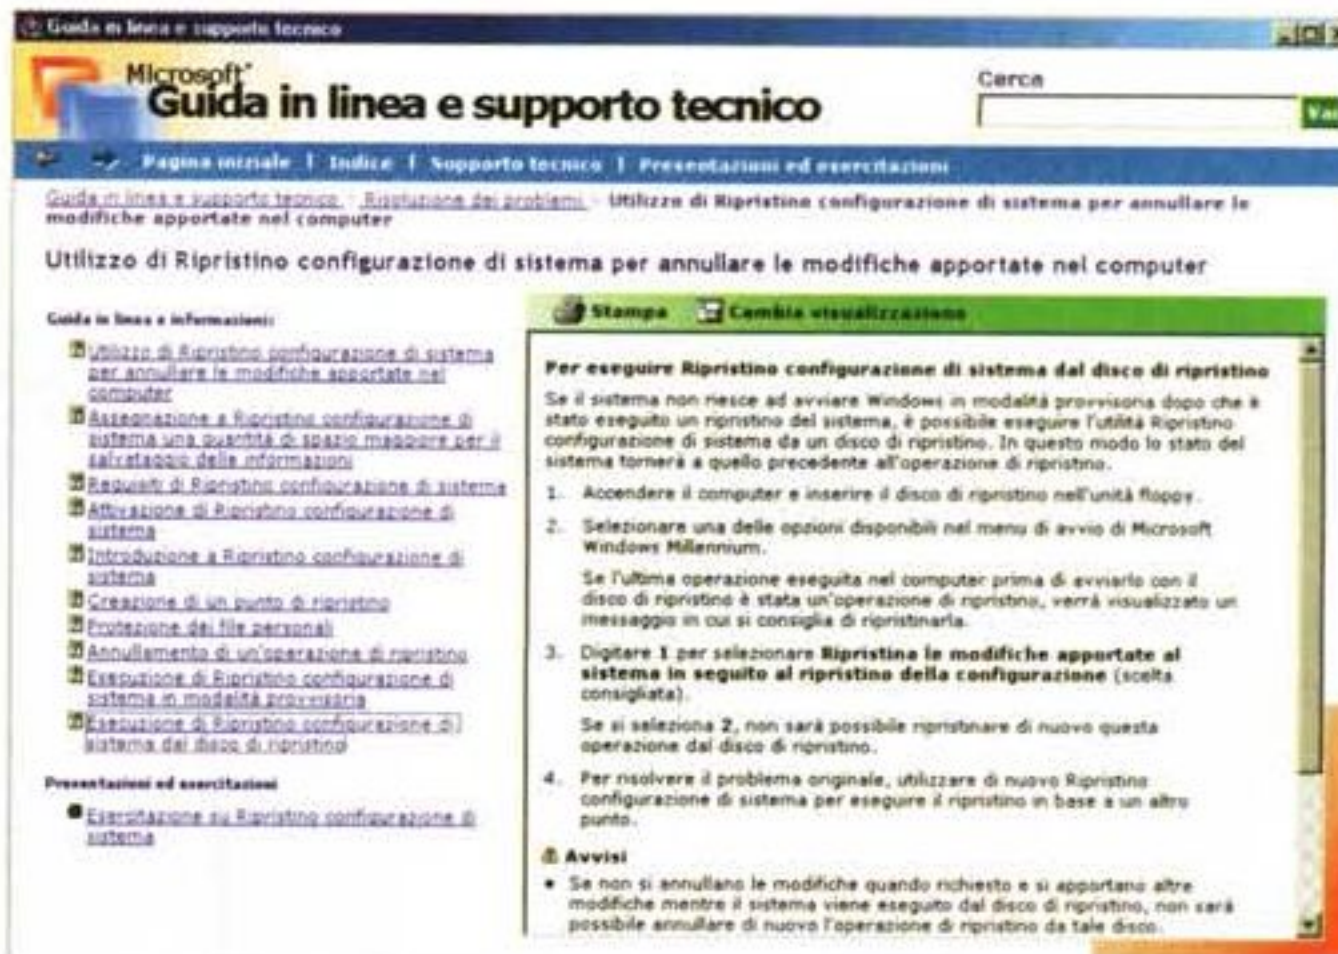 Guida in linea e supporto tecnico
Microsoft
Guida in linea e supporto tecnico
Cerca
Pagina iniziale | Indice | Supporto tecnico | Presentazioni ed esercitazioni
Guida in linea e supporto tecnico > Risoluzione dei problemi > Utilizzo di Ripristino configurazione di sistema per annullare le
modifiche apportate nel computer
Utilizzo di Ripristino configurazione di sistema per annullare le modifiche apportate nel computer
Guida in linea e informazioni:
Utilizzo di Ripristino configurazione di sistema
per annullare le modifiche apportate nel
computer
Assegnazione a Ripristino configurazione di
sistema una quantità di spazio maggiore per il
salvataggio delle informazioni
Requisiti di Ripristino configurazione di sistema
Attivazione di Ripristino configurazione di
sistema
Introduzione a Ripristino configurazione di
sistema
Creazione di un punto di ripristino
Protezione dei file personali
Annullamento di un'operazione di ripristino
Esecuzione di Ripristino configurazione di
sistema in modalità provvisoria
Esecuzione di Ripristino configurazione di
sistema dal disco di ripristino
Presentazioni ed esercitazioni
Esercitazione su Ripristino configurazione di
sistema
Stampa Cambia visualizzazione
Per eseguire Ripristino configurazione di sistema dal disco di ripristino
Se il sistema non riesce ad avviare Windows in modalità provvisoria dopo che è
stato eseguito un ripristino del sistema, è possibile eseguire l'utilità Ripristino
configurazione di sistema da un disco di ripristino. In questo modo lo stato del
sistema tornerà a quello precedente all'operazione di ripristino.
1. Accendere il computer e inserire il disco di ripristino nell'unità floppy.
2. Selezionare una delle opzioni disponibili nel menu di avvio di Microsoft
Windows Millennium.
Se l'ultima operazione eseguita nel computer prima di avviarlo con il
disco di ripristino è stata un'operazione di ripristino, verrà visualizzato un
messaggio in cui si consiglia di ripristinarla.
3. Digitare 1 per selezionare Ripristina le modifiche apportate al
sistema in seguito al ripristino della configurazione (scelta
consigliata).
Se si seleziona 2, non sarà possibile ripristinare di nuovo questa
operazione dal disco di ripristino.
4. Per risolvere il problema originale, utilizzare di nuovo Ripristino
configurazione di sistema per eseguire il ripristino in base a un altro
punto.
Avvisi
• Se non si annullano le modifiche quando richiesto e si apportano altre
modifiche mentre il sistema viene eseguito dal disco di ripristino, non sarà
possibile annullare di nuovo l'operazione di ripristino da tale disco.